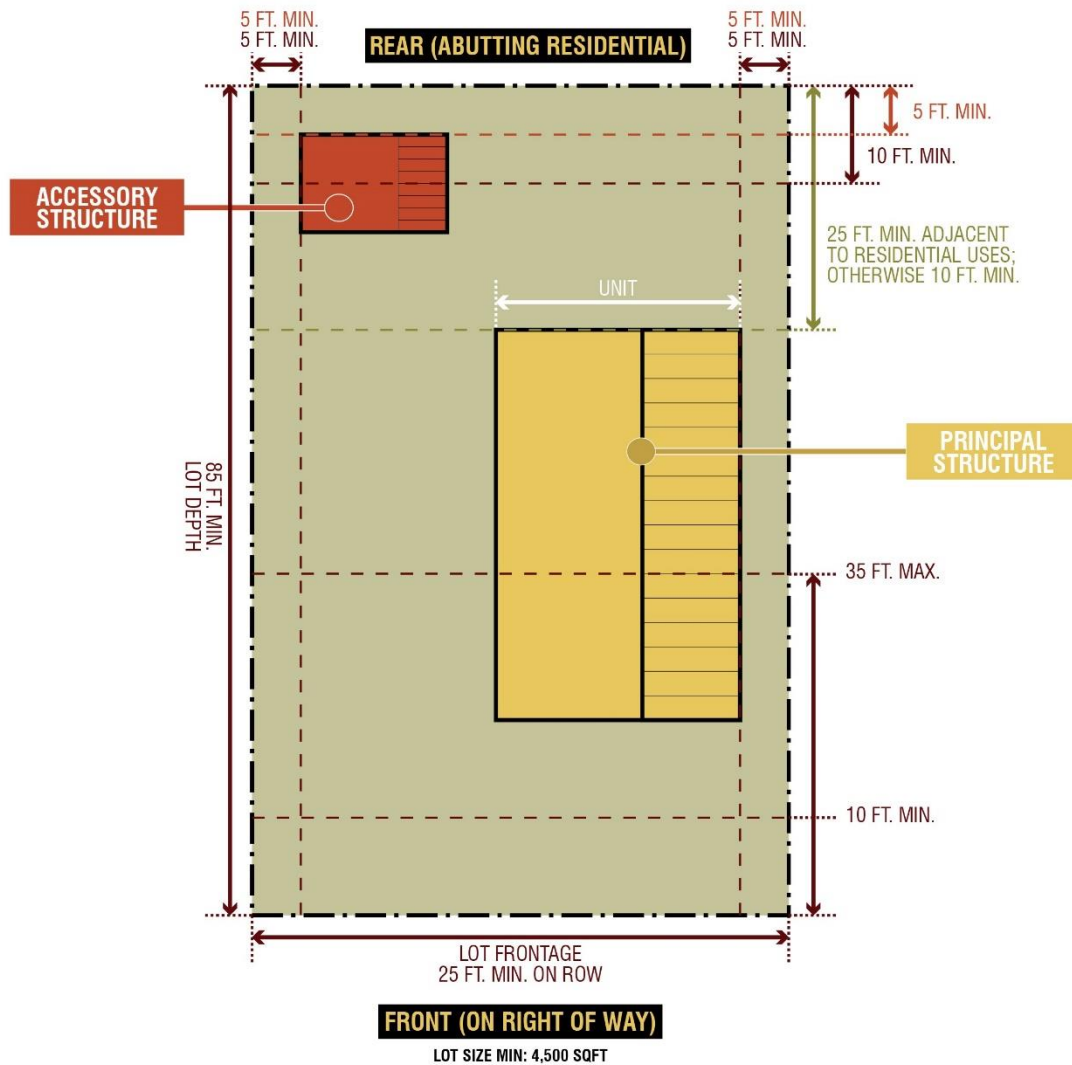 5 FT. MIN.
5 FT. MIN.
REAR (ABUTTING RESIDENTIAL)
5 FT. MIN.
5 FT. MIN.
5 FT. MIN.
10 FT. MIN.
ACCESSORY
STRUCTURE
25 FT. MIN. ADJACENT
TO RESIDENTIAL USES;
OTHERWISE 10 FT. MIN.
UNIT
PRINCIPAL
STRUCTURE
85 FT. MIN.
LOT DEPTH
35 FT. MAX.
10 FT. MIN.
LOT FRONTAGE
25 FT. MIN. ON ROW
FRONT (ON RIGHT OF WAY)
LOT SIZE MIN: 4,500 SQFT